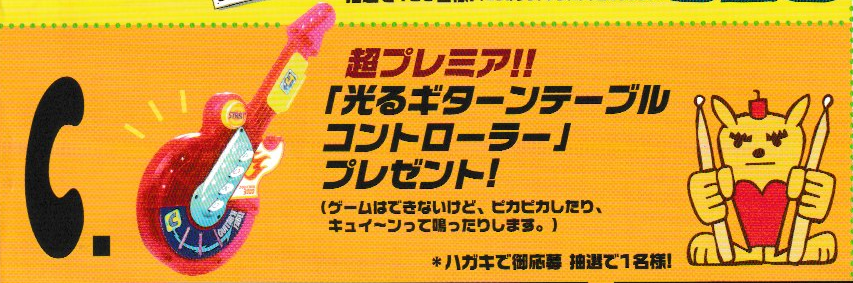 C.
超プレミア!!
「光るギターンテーブル
コントローラー」
プレゼント!
(ゲームはできないけど、ピカピカしたり、
キュイ〜ンって鳴ったりします。)
*ハガキで御応募 抽選で1名様!